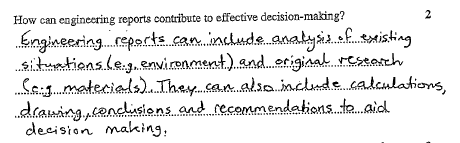 How can engineering reports contribute to effective decision-making? 2
Engineering reports can include analysis of existing
situations (e.g. environment) and original research
(e.g materials). They can also include calculations,
drawing, conclusions and recommendations to aid
decision making.